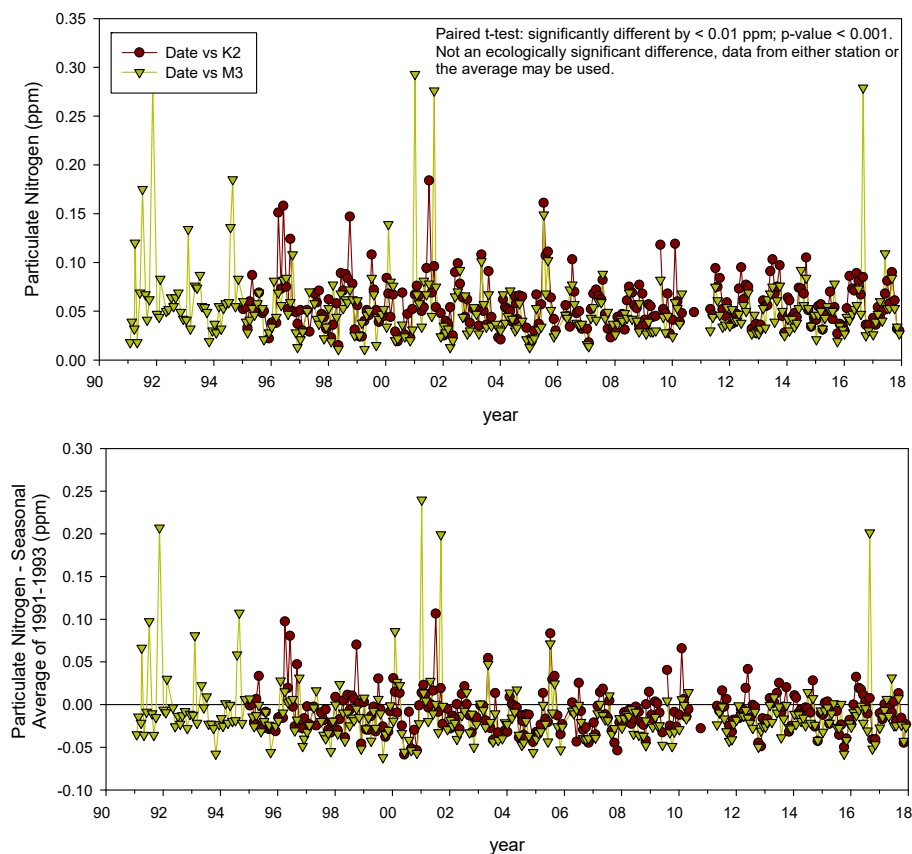 0.35
0.30
0.25
0.20
0.15
0.10
0.05
0.00
Particulate Nitrogen (ppm)
Date vs K2
Date vs M3
Paired t-test: significantly different by < 0.01 ppm; p-value < 0.001.
Not an ecologically significant difference, data from either station or
the average may be used.
90 92 94 96 98 00 02 04 06 08 10 12 14 16 18
year
0.30
0.25
0.20
0.15
0.10
0.05
0.00
-0.05
-0.10
Particulate Nitrogen - Seasonal
Average of 1991-1993 (ppm)
90 92 94 96 98 00 02 04 06 08 10 12 14 16 18
year